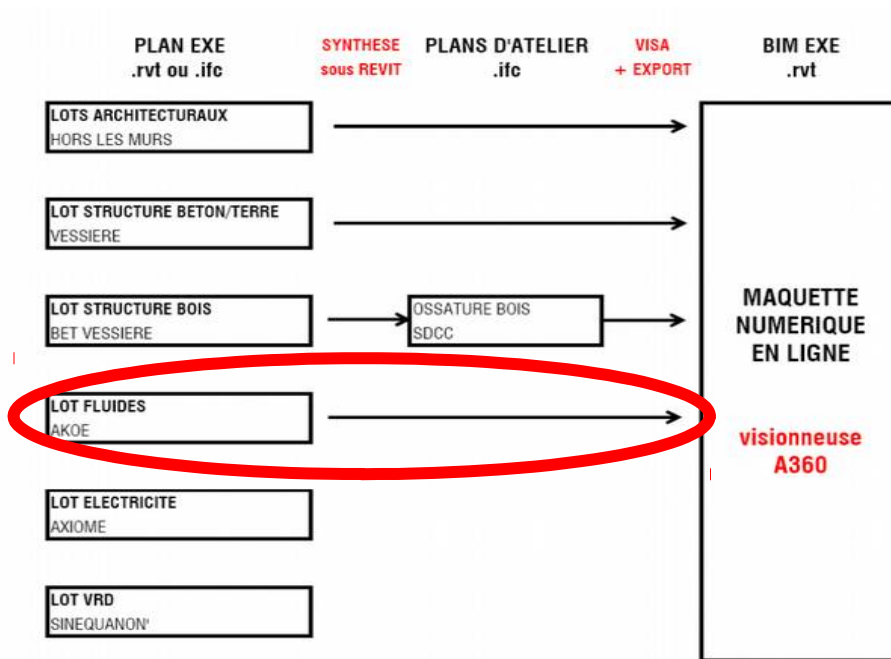 PLAN EXE
.rvt ou .ifc
SYNTHESE
sous REVIT
PLANS D'ATELIER
.ifc
VISA
+ EXPORT
BIM EXE
.rvt
LOTS ARCHITECTURAUX
HORS LES MURS
LOT STRUCTURE BETON/TERRE
VESSIERE
LOT STRUCTURE BOIS
BET VESSIERE
OSSATURE BOIS
SDCC
LOT FLUIDES
AKOE
LOT ELECTRICITE
AXIOME
LOT VRD
SINEQUANON'
MAQUETTE
NUMERIQUE
EN LIGNE
visionneuse
A360